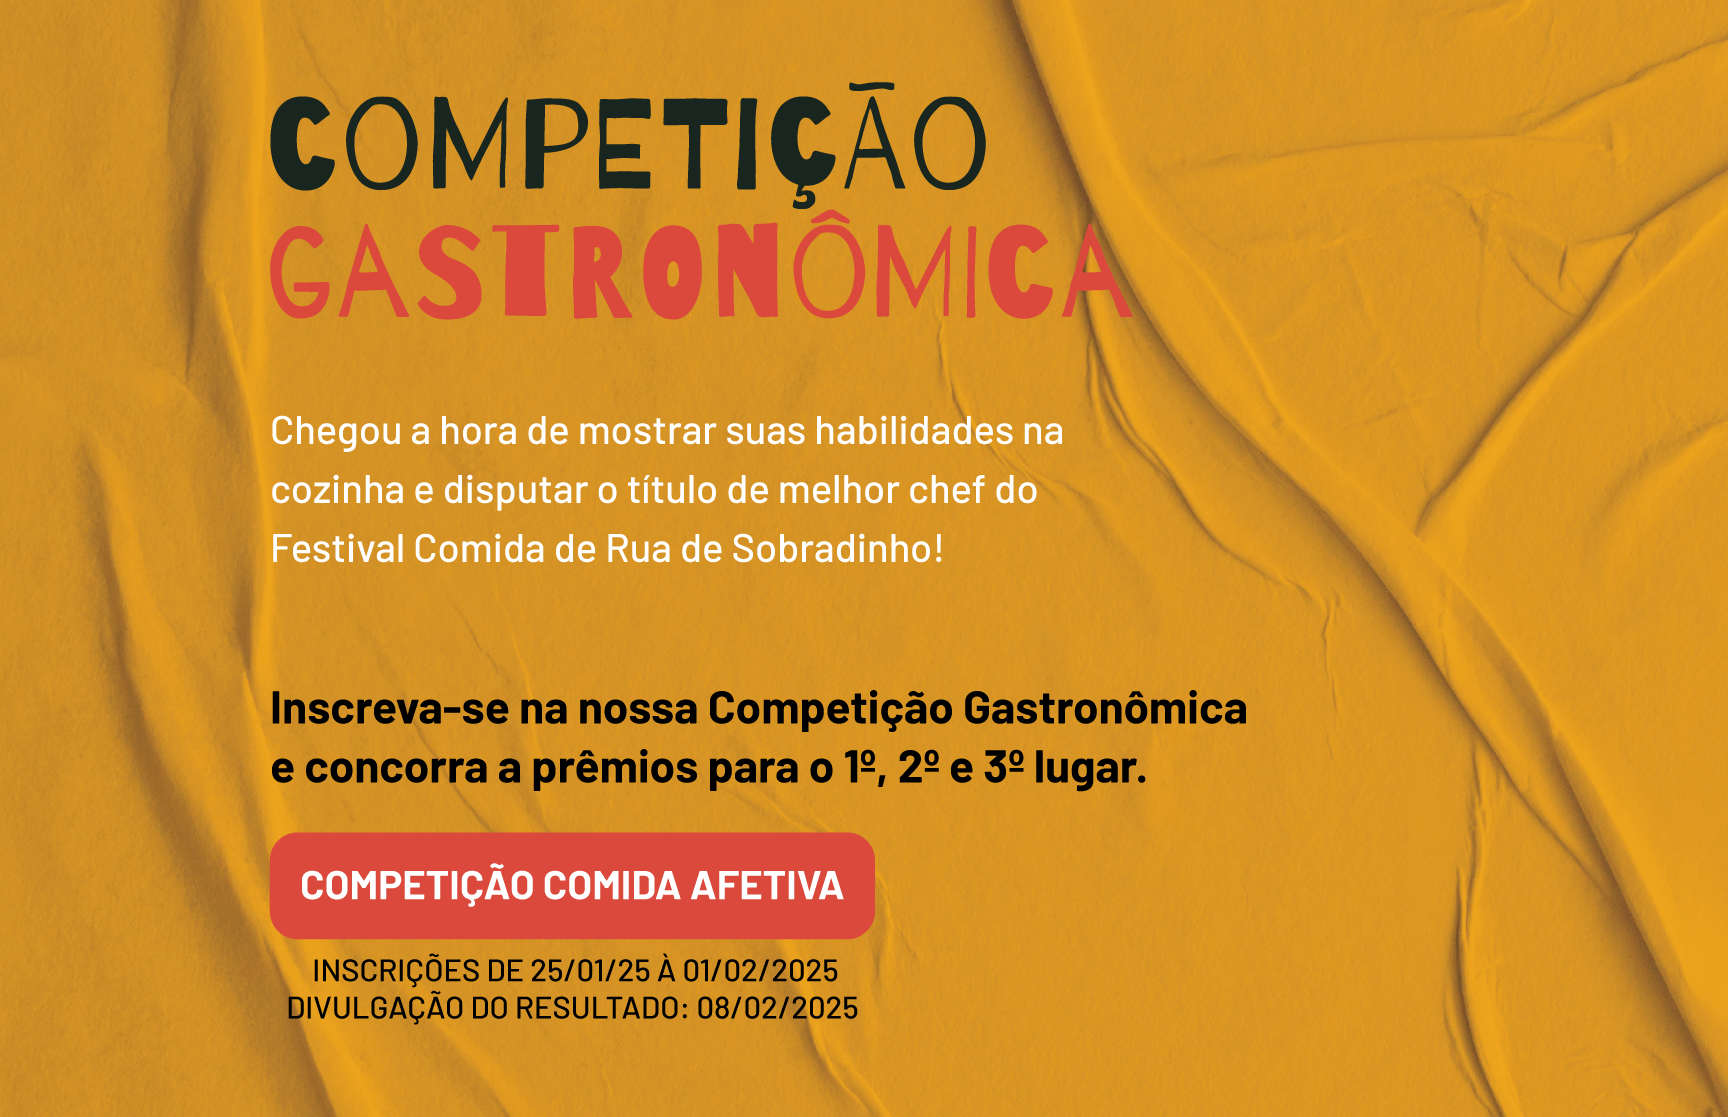 COMPETIÇÃO
GASTRONÔMICA
Chegou a hora de mostrar suas habilidades na
cozinha e disputar o título de melhor chef do
Festival Comida de Rua de Sobradinho!
Inscreva-se na nossa Competição Gastronômica
e concorra a prêmios para o 1º, 2º e 3º lugar.
COMPETIÇÃO COMIDA AFETIVA
INSCRIÇÕES DE 25/01/25 À 01/02/2025
DIVULGAÇÃO DO RESULTADO: 08/02/2025